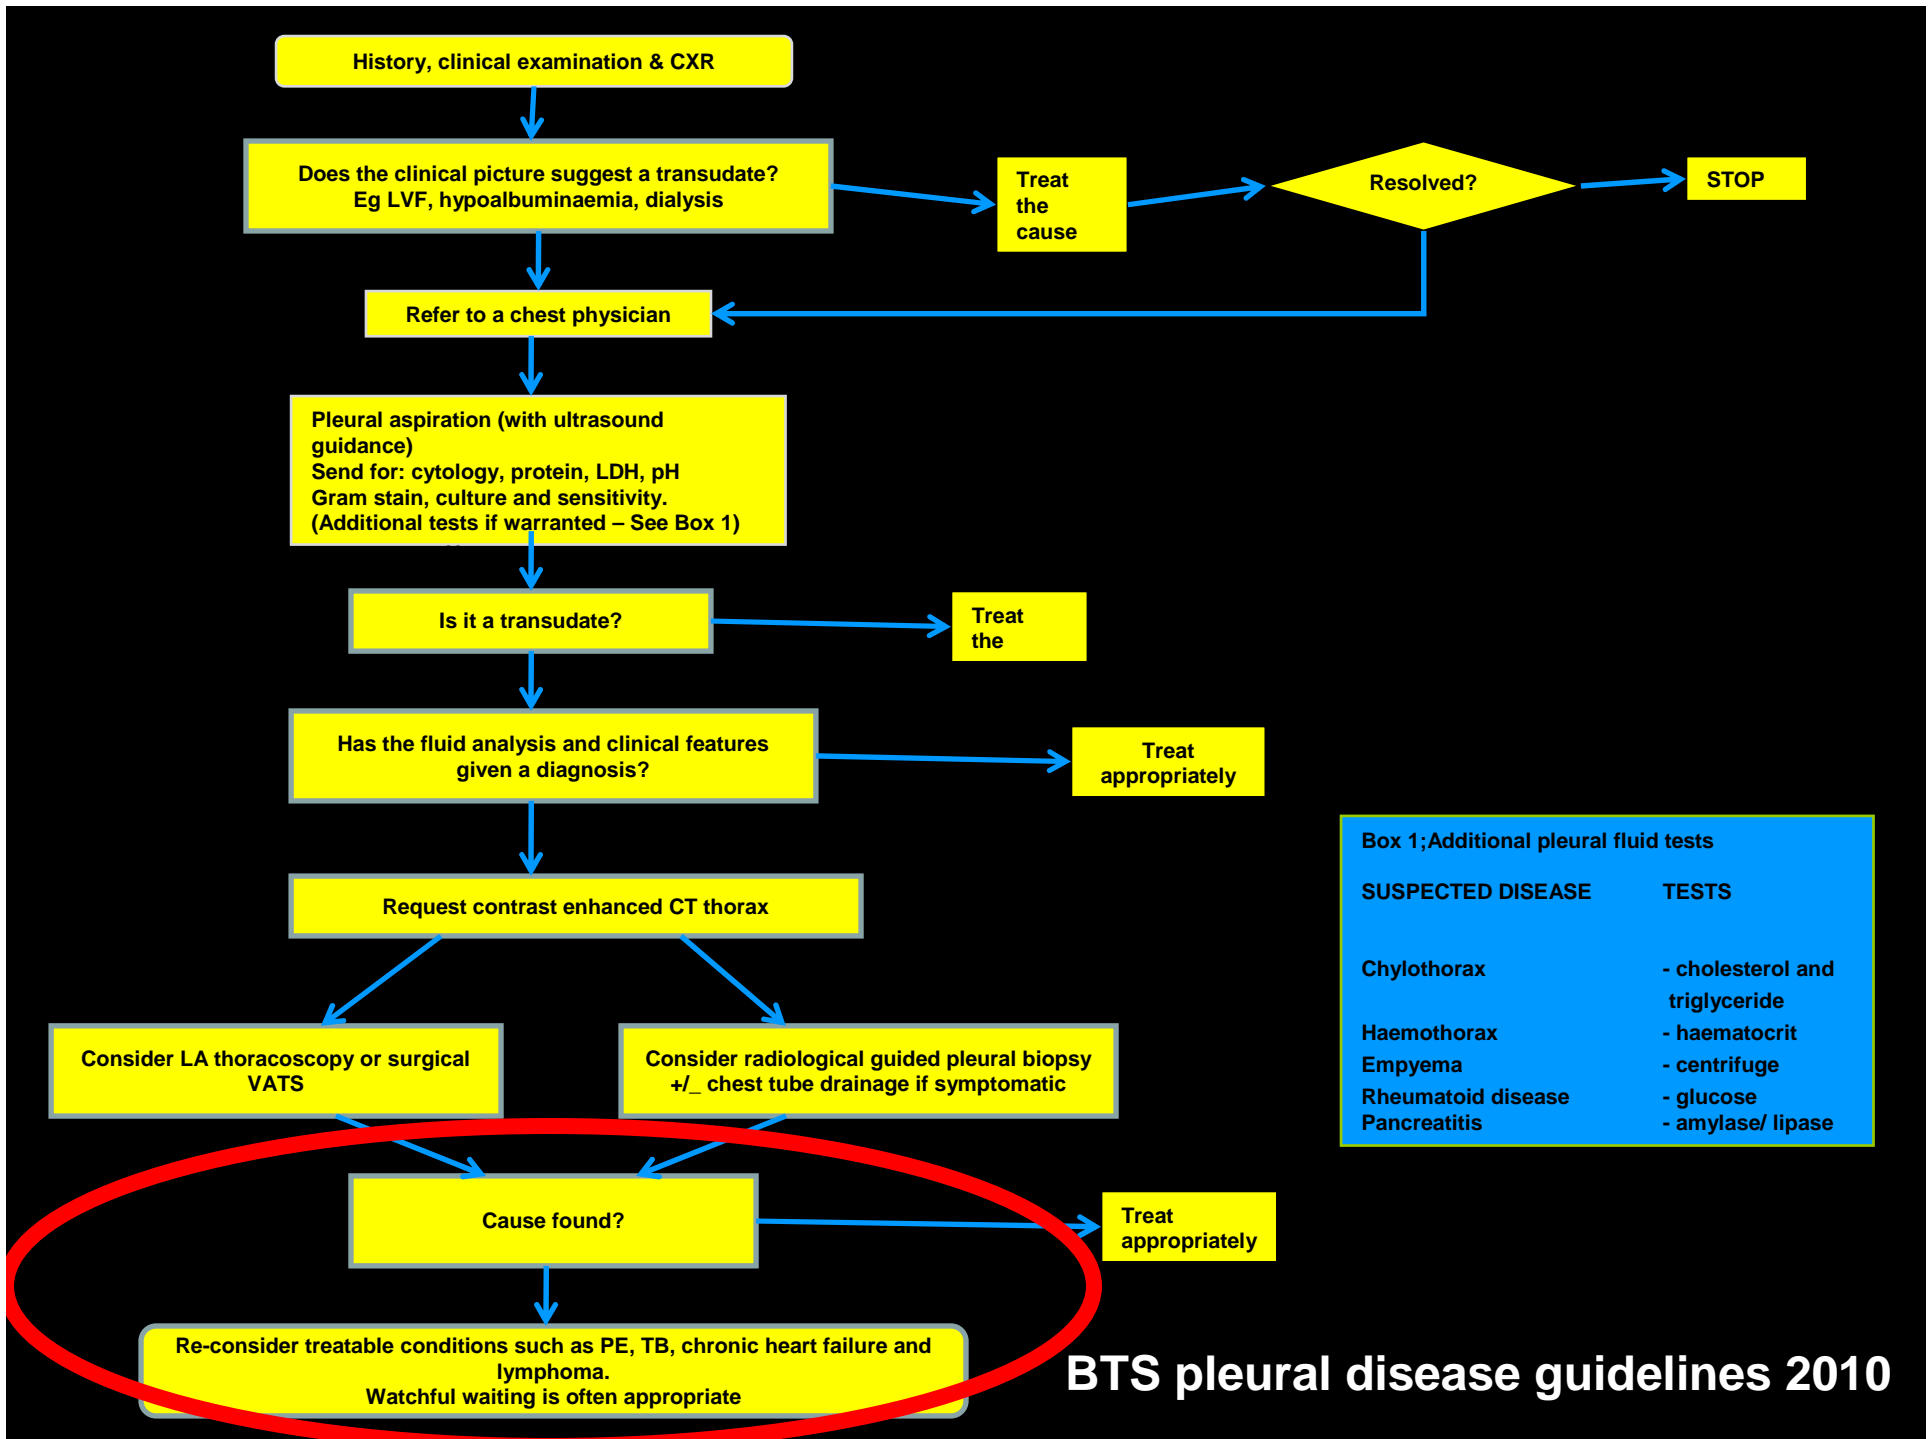 History, clinical examination & CXR
Does the clinical picture suggest a transudate?
Eg LVF, hypoalbuminaemia, dialysis
Treat
the
cause
Resolved?
STOP
Refer to a chest physician
Pleural aspiration (with ultrasound
guidance)
Send for: cytology, protein, LDH, pH
Gram stain, culture and sensitivity.
(Additional tests if warranted – See Box 1)
Is it a transudate?
Treat
the
Has the fluid analysis and clinical features
given a diagnosis?
Treat
appropriately
Request contrast enhanced CT thorax
Box 1;Additional pleural fluid tests
SUSPECTED DISEASE TESTS
Chylothorax - cholesterol and
triglyceride
Haemothorax - haematocrit
Empyema - centrifuge
Rheumatoid disease - glucose
Pancreatitis - amylase/ lipase
Consider LA thoracoscopy or surgical
VATS
Consider radiological guided pleural biopsy
+/_ chest tube drainage if symptomatic
Cause found?
Treat
appropriately
Re-consider treatable conditions such as PE, TB, chronic heart failure and
lymphoma.
Watchful waiting is often appropriate
BTS pleural disease guidelines 2010